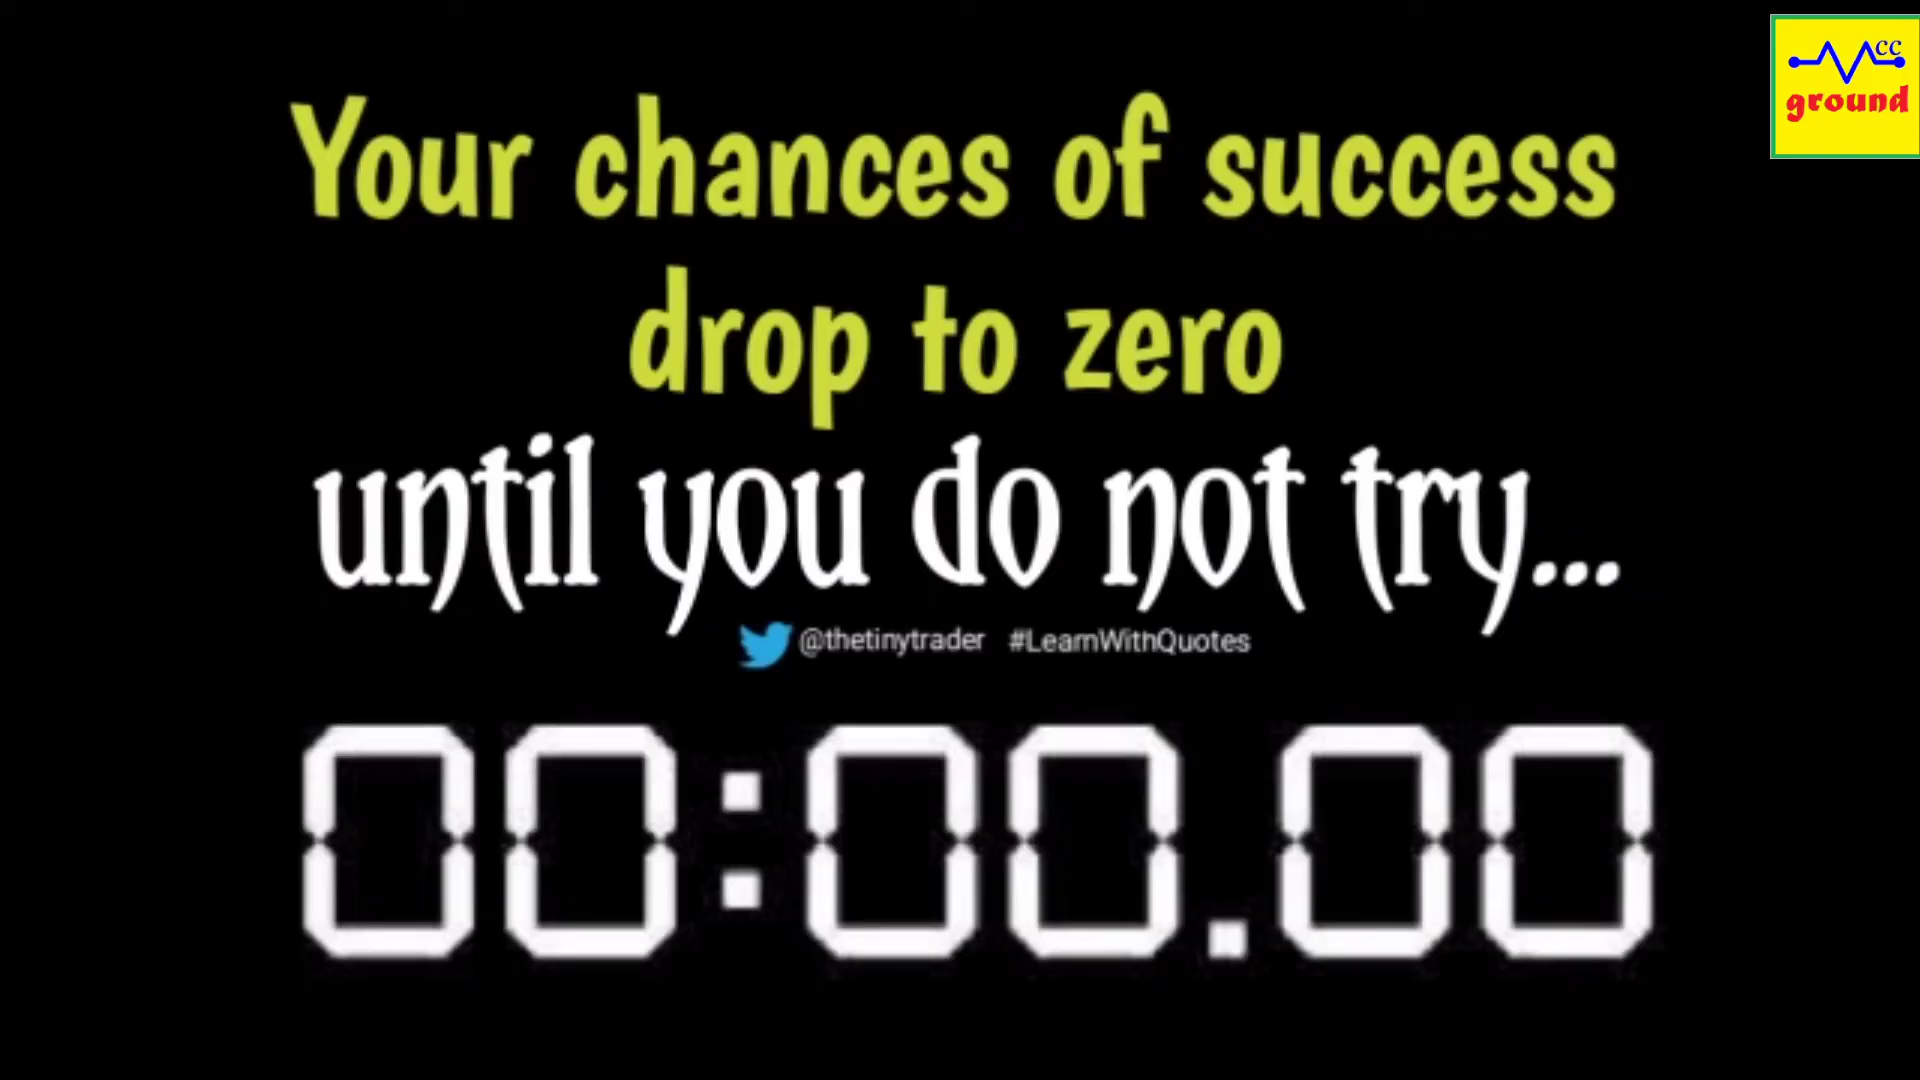 cc
ground
Your chances of success
drop to zero
until you do not try...
@thetinytrader #LearnWithQuotes
00:00.00